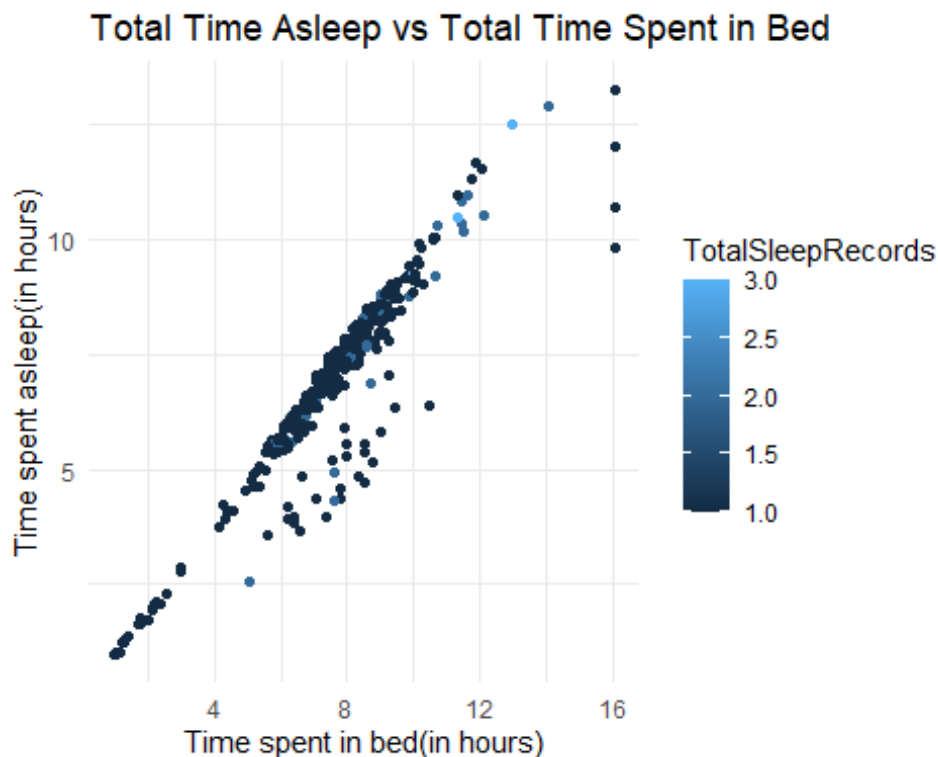 Total Time Asleep vs Total Time Spent in Bed
Time spent asleep(in hours)
10
5
4
8
12
16
Time spent in bed(in hours)
TotalSleepRecords
3.0
2.5
2.0
1.5
1.0